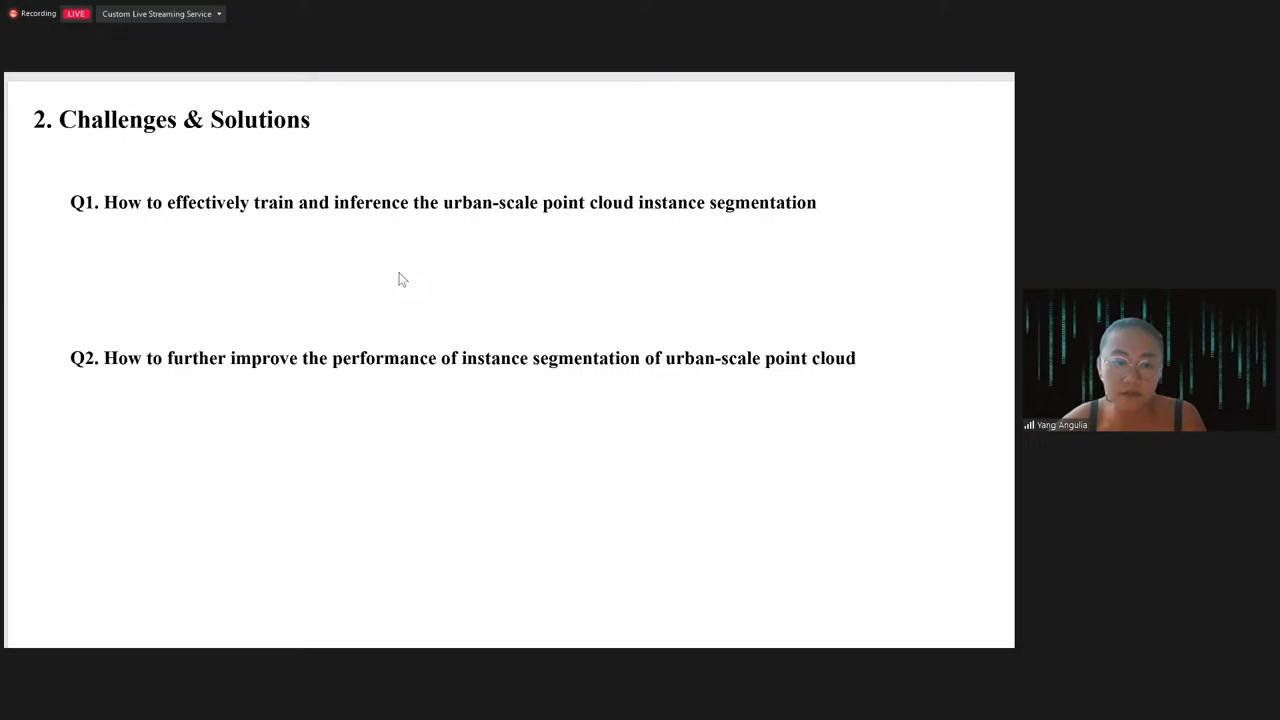 Recording
LIVE
Custom Live Streaming Service
2. Challenges & Solutions
Q1. How to effectively train and inference the urban-scale point cloud instance segmentation
Q2. How to further improve the performance of instance segmentation of urban-scale point cloud
Yang Angulia